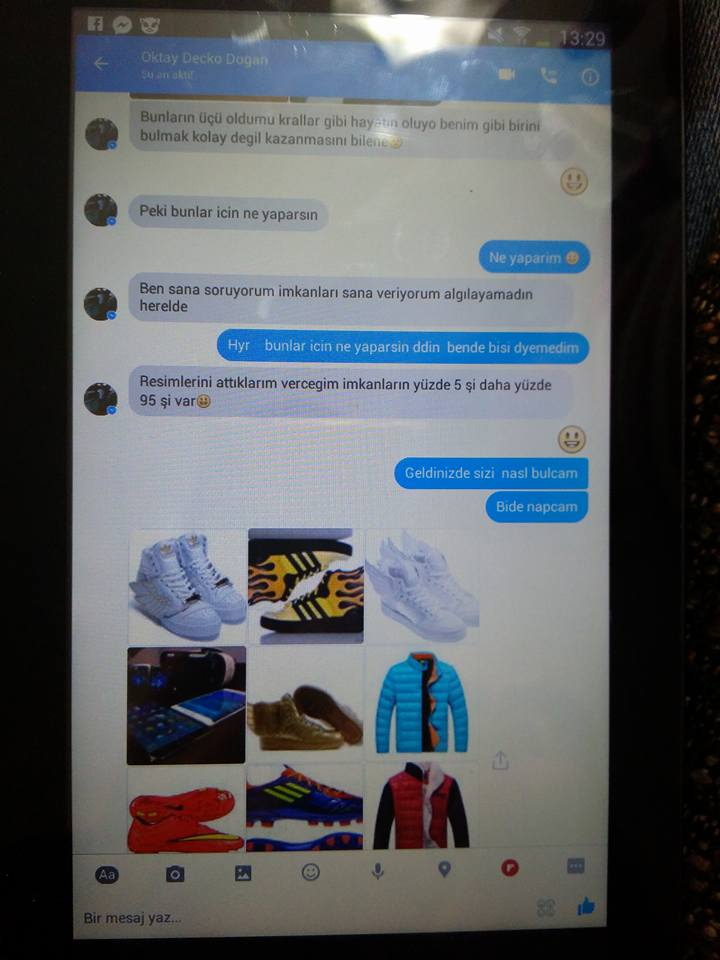 13:29
Oktay Decko Dogan
Şu an aktif
Bunların üçü oldumu krallar gibi hayatın oluyo benim gibi birini
bulmak kolay degil kazanmasını bilene
Peki bunlar icin ne yaparsın
Ne yaparim
Ben sana soruyorum imkanları sana veriyorum algılayamadın
herelde
Hyr bunlar icin ne yaparsin ddin bende bisi dyemedim
Resimlerini attıklarım vercegim imkanların yüzde 5 şi daha yüzde
95 şi var
Geldinizde sizi nasl bulcam
Bide napcam
Aa
Bir mesaj yaz...